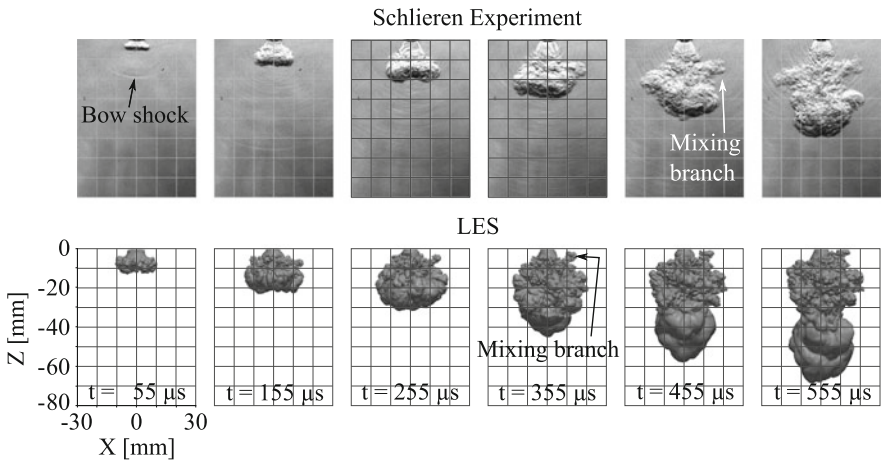 Schlieren Experiment
Bow shock
Mixing
branch
LES
0
-20
-40
-60
-80
Z [mm]
Mixing branch
t = 55 µs
155 µs
t = 255 µs
t = 355 µs
t = 455 µs
t = 555 µs
-30 0 30
X [mm]